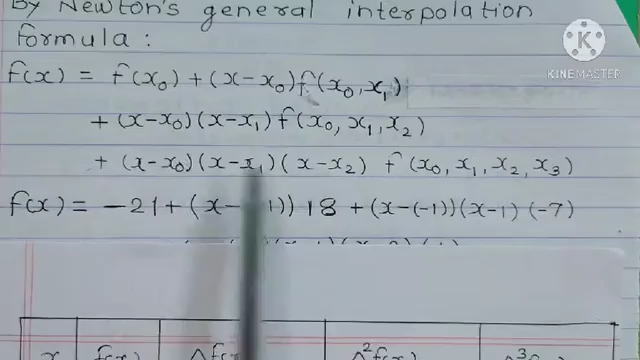 By Newton's general interpolation
formula :
KINEMASTER
f(x) = f(x₀) + (x-x₀) f(x₀, x₁)
+ (x-x₀) (x-x₁) f(x₀, x₁, x₂)
+ (x-x₀) (x-x₁) (x-x₂) f(x₀, x₁, x₂, x₃)
f(x) = -21 + (x-(-1)) 18 + (x-(-1)) (x-1) (-7)
x f(x) Δf(x) Δ²f(x) Δ³